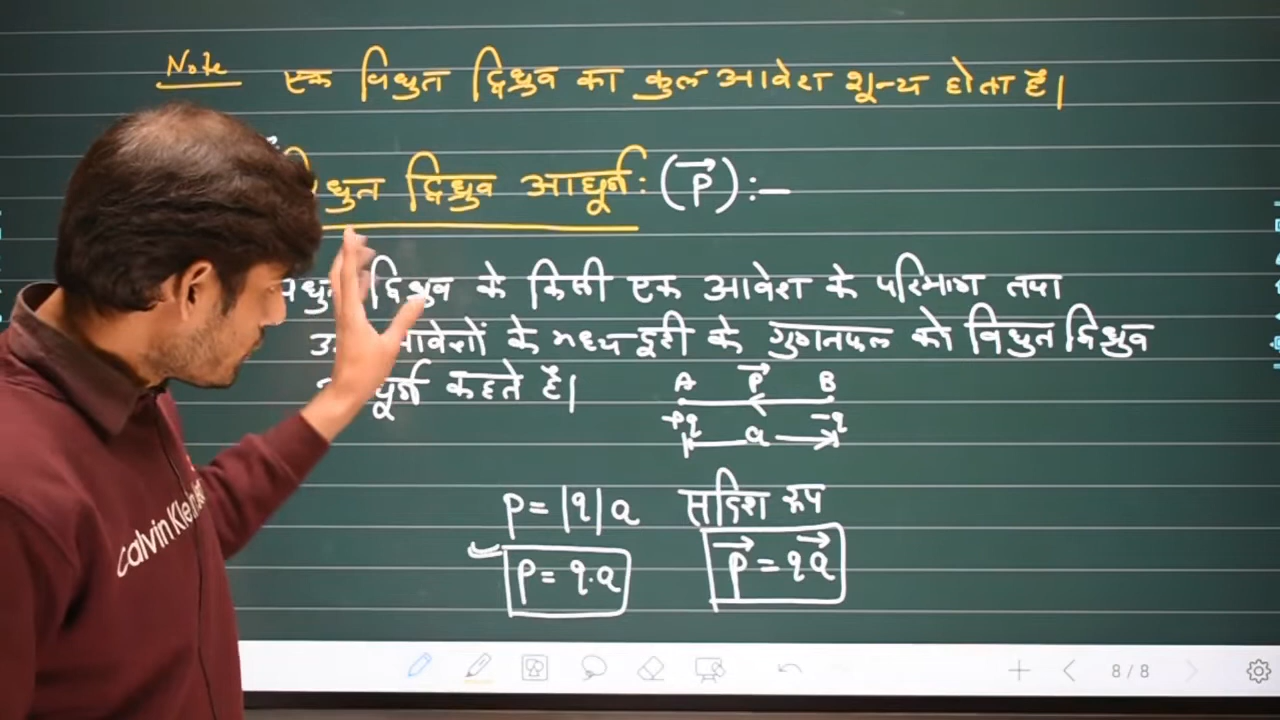 Note एक विधुत द्विध्रुव का कुल आवेश शून्य होता है।
विधुत द्विध्रुव आघूर्ण: (P⃗) :—
द्विध्रुव के किसी एक आवेश के परिमाण तथा
आवेशों के मध्य दूरी के गुणनफल को विधुत द्विध्रुव
कहते है।
A P⃗ B
+q a -q
P = |q| a सदिश रूप
P = q.a P⃗ = qa⃗
Calvin Klein
8/8